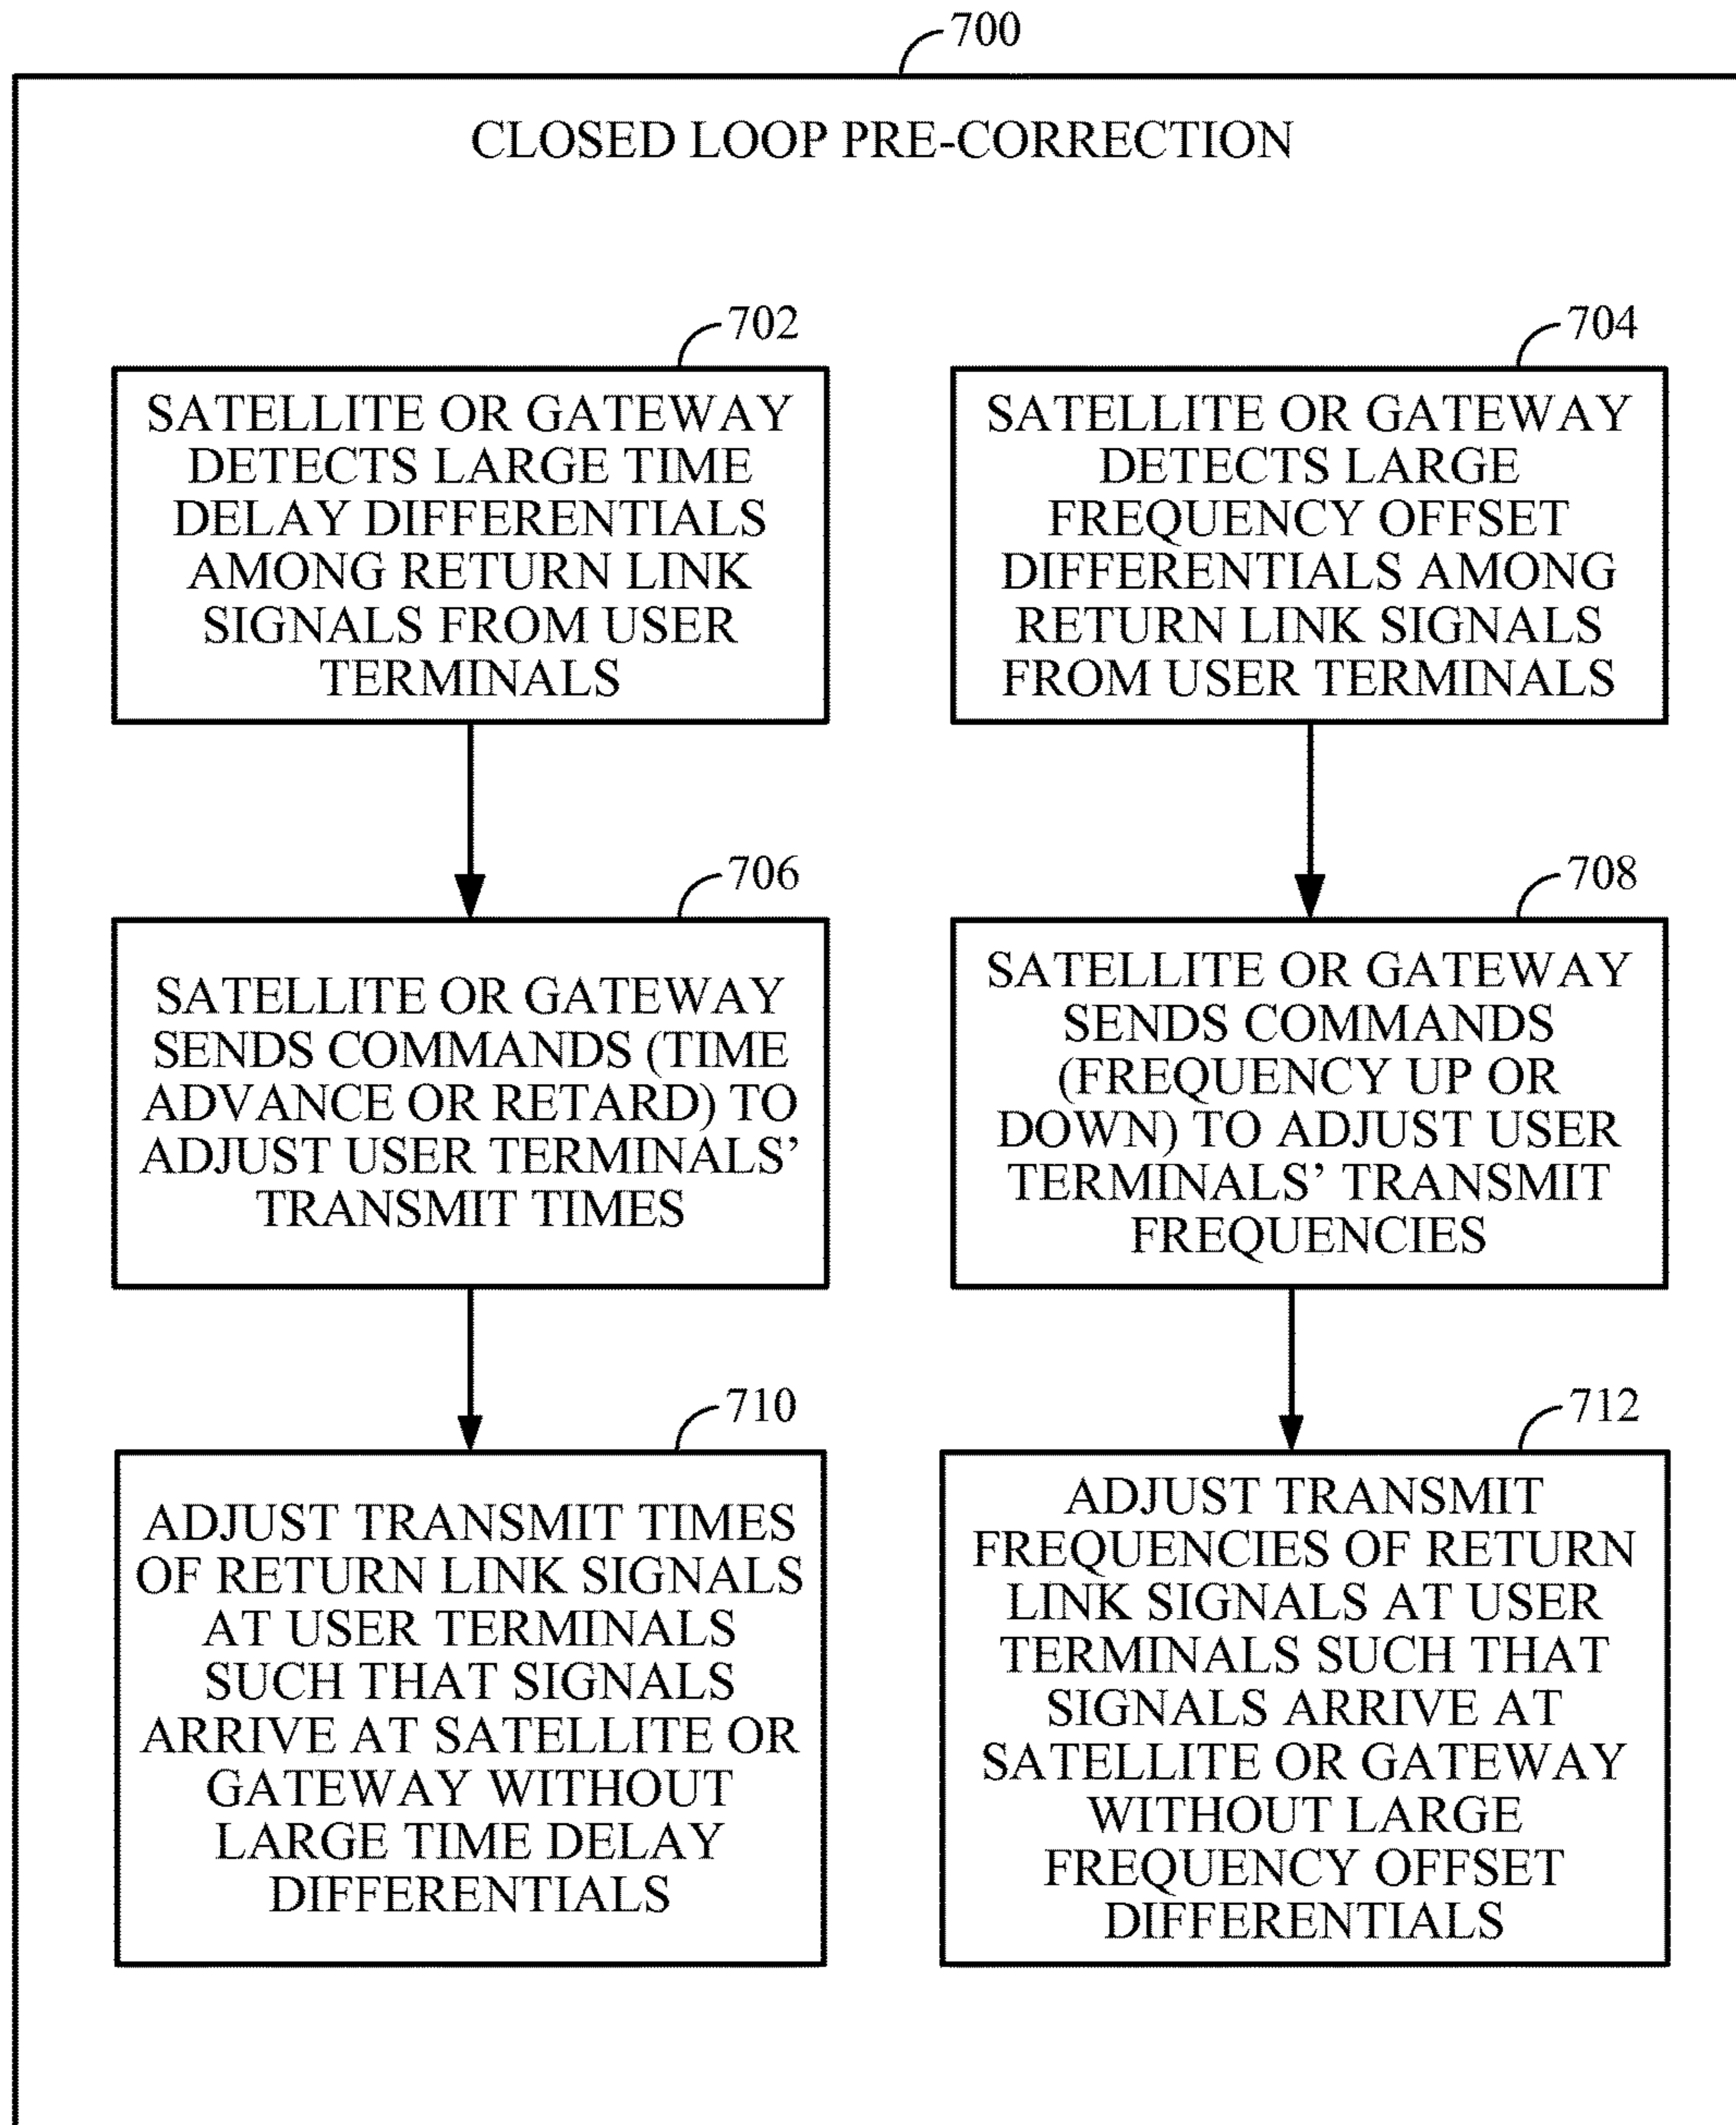 700
CLOSED LOOP PRE-CORRECTION
702
SATELLITE OR GATEWAY
DETECTS LARGE TIME
DELAY DIFFERENTIALS
AMONG RETURN LINK
SIGNALS FROM USER
TERMINALS
704
SATELLITE OR GATEWAY
DETECTS LARGE
FREQUENCY OFFSET
DIFFERENTIALS AMONG
RETURN LINK SIGNALS
FROM USER TERMINALS
706
SATELLITE OR GATEWAY
SENDS COMMANDS (TIME
ADVANCE OR RETARD) TO
ADJUST USER TERMINALS’
TRANSMIT TIMES
708
SATELLITE OR GATEWAY
SENDS COMMANDS
(FREQUENCY UP OR
DOWN) TO ADJUST USER
TERMINALS’ TRANSMIT
FREQUENCIES
710
ADJUST TRANSMIT TIMES
OF RETURN LINK SIGNALS
AT USER TERMINALS
SUCH THAT SIGNALS
ARRIVE AT SATELLITE OR
GATEWAY WITHOUT
LARGE TIME DELAY
DIFFERENTIALS
712
ADJUST TRANSMIT
FREQUENCIES OF RETURN
LINK SIGNALS AT USER
TERMINALS SUCH THAT
SIGNALS ARRIVE AT
SATELLITE OR GATEWAY
WITHOUT LARGE
FREQUENCY OFFSET
DIFFERENTIALS